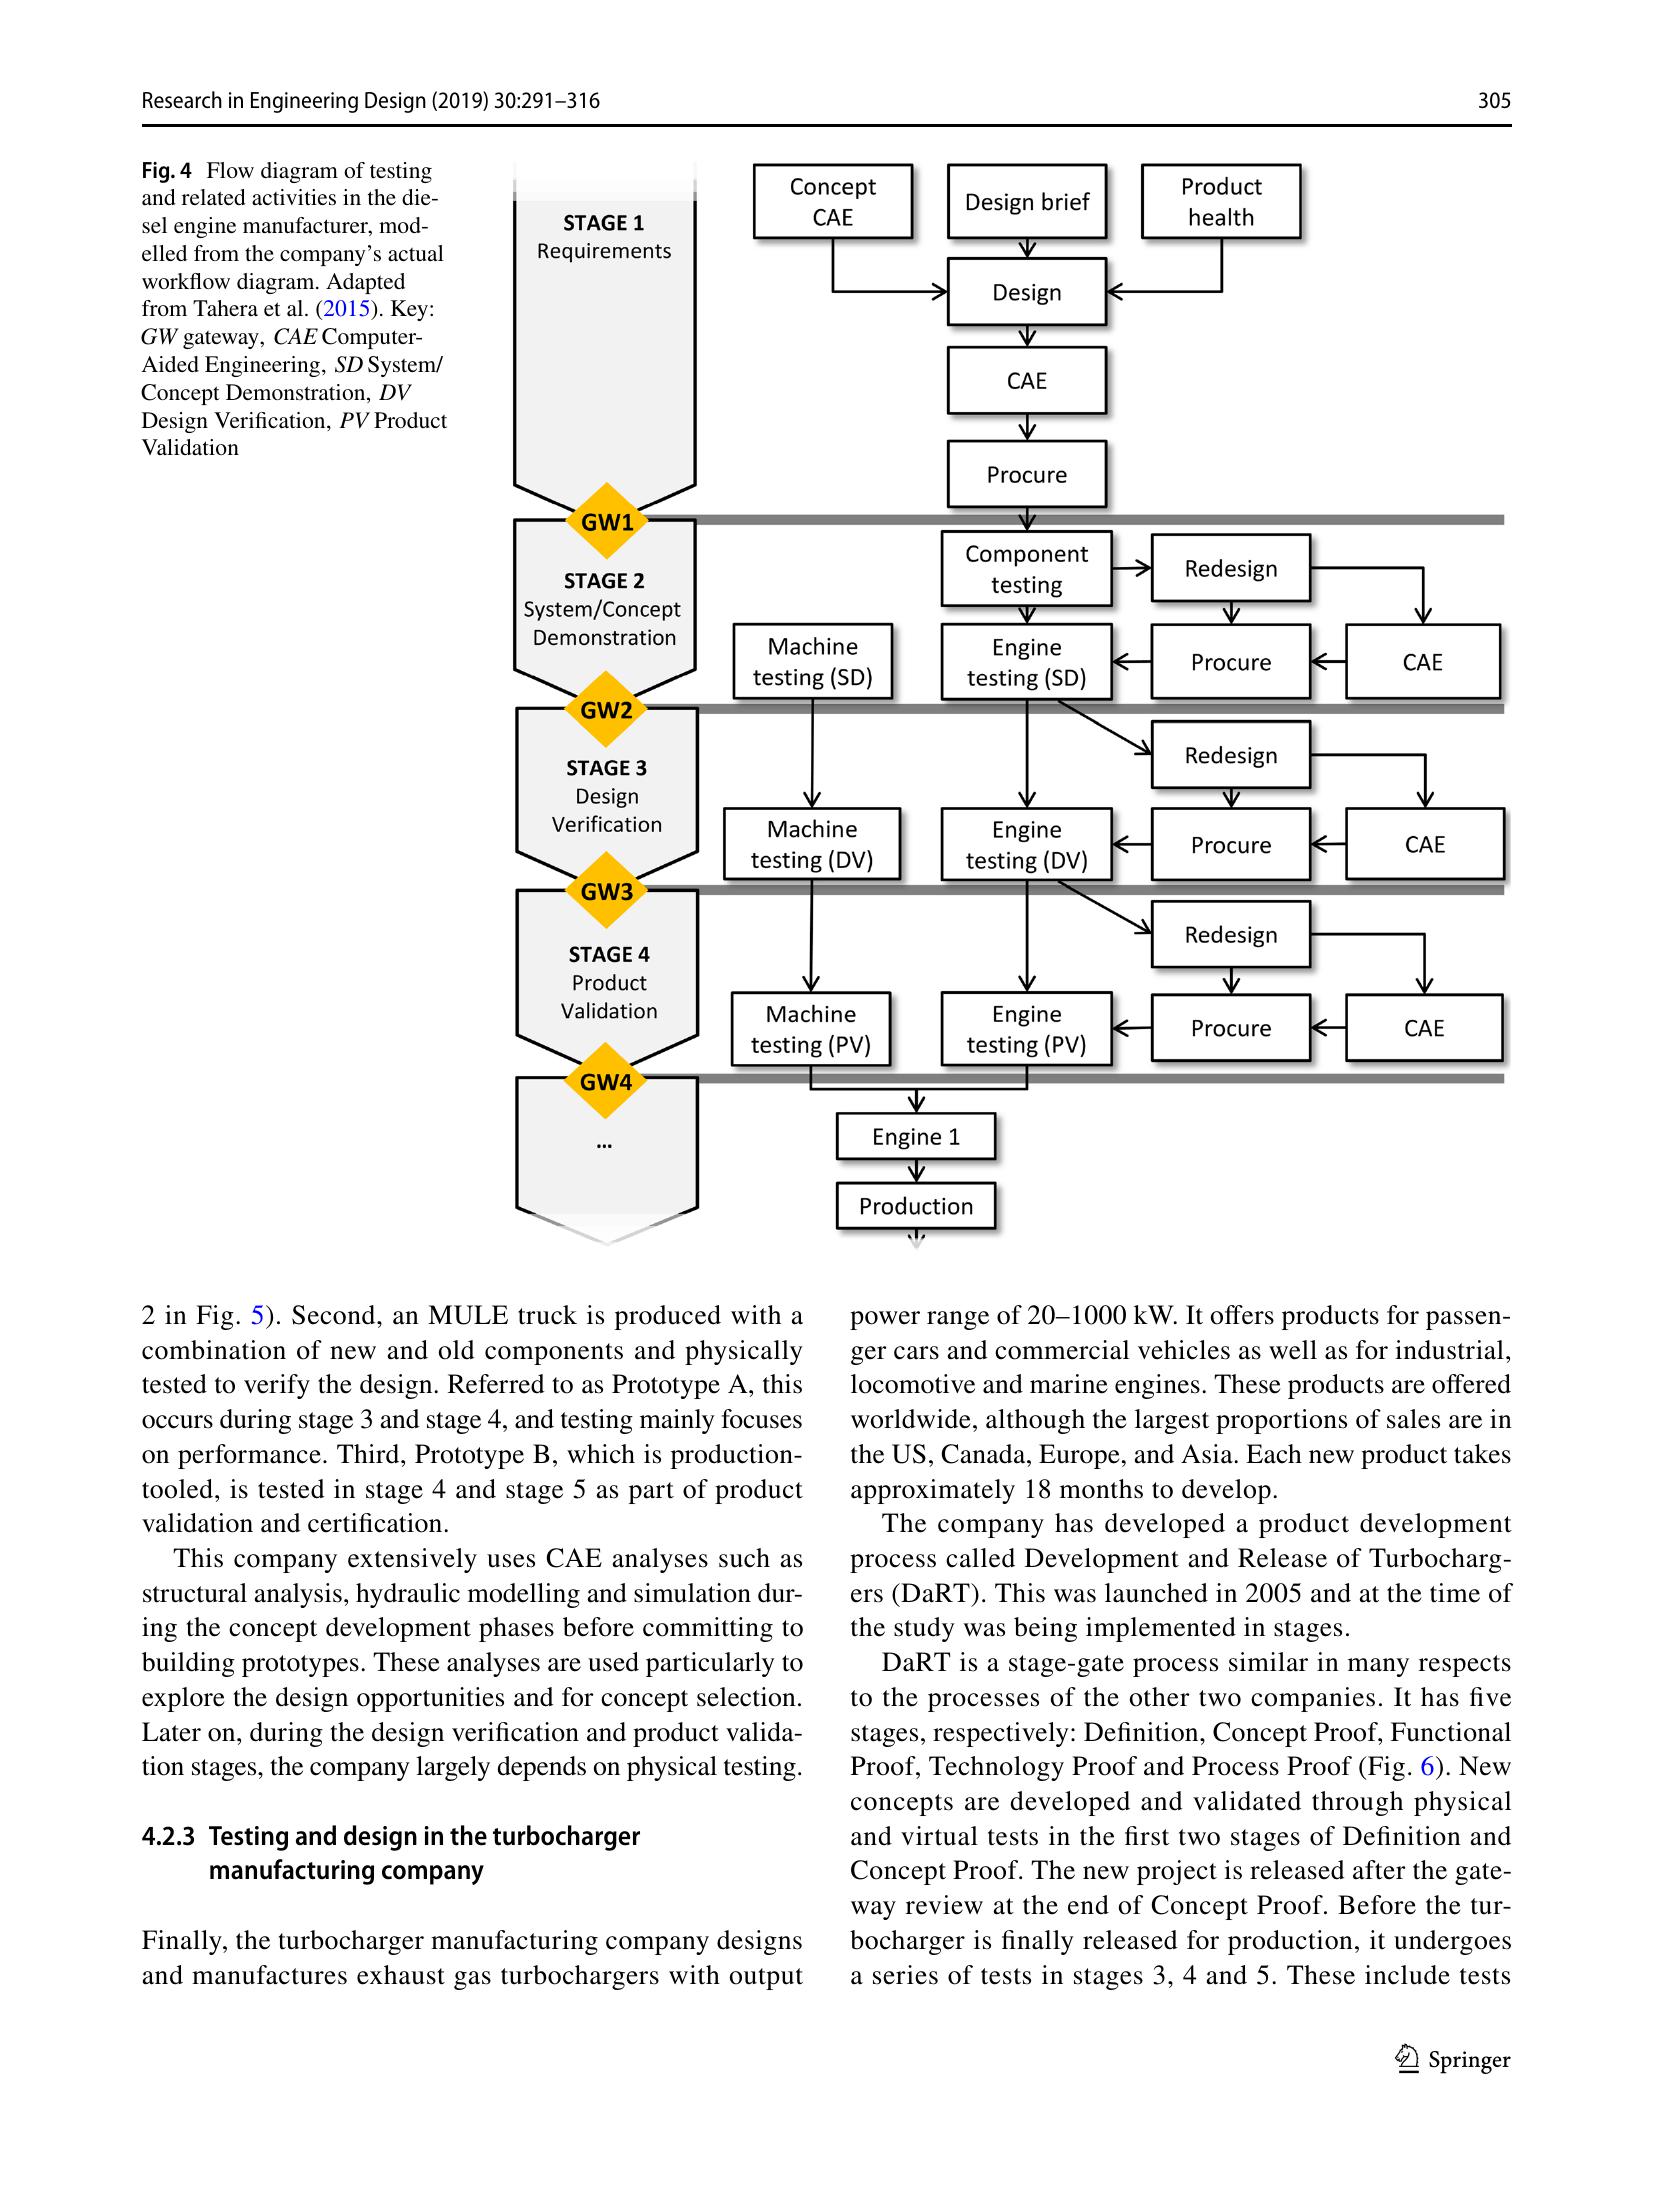 Research in Engineering Design (2019) 30:291–316
305
Fig. 4 Flow diagram of testing
and related activities in the die-
sel engine manufacturer, mod-
elled from the company's actual
workflow diagram. Adapted
from Tahera et al. (2015). Key:
GW gateway, CAE Computer-
Aided Engineering, SD System/
Concept Demonstration, DV
Design Verification, PV Product
Validation
STAGE 1
Requirements
Concept
CAE
Design brief
Product
health
Design
CAE
Procure
GW1
STAGE 2
System/Concept
Demonstration
Component
testing
Redesign
Machine
testing (SD)
Engine
testing (SD)
Procure
CAE
GW2
STAGE 3
Design
Verification
Redesign
Machine
testing (DV)
Engine
testing (DV)
Procure
CAE
GW3
STAGE 4
Product
Validation
Redesign
Machine
testing (PV)
Engine
testing (PV)
Procure
CAE
GW4
...
Engine 1
Production
2 in Fig. 5). Second, an MULE truck is produced with a
combination of new and old components and physically
tested to verify the design. Referred to as Prototype A, this
occurs during stage 3 and stage 4, and testing mainly focuses
on performance. Third, Prototype B, which is production-
tooled, is tested in stage 4 and stage 5 as part of product
validation and certification.
This company extensively uses CAE analyses such as
structural analysis, hydraulic modelling and simulation dur-
ing the concept development phases before committing to
building prototypes. These analyses are used particularly to
explore the design opportunities and for concept selection.
Later on, during the design verification and product valida-
tion stages, the company largely depends on physical testing.
4.2.3 Testing and design in the turbocharger
manufacturing company
Finally, the turbocharger manufacturing company designs
and manufactures exhaust gas turbochargers with output
power range of 20–1000 kW. It offers products for passen-
ger cars and commercial vehicles as well as for industrial,
locomotive and marine engines. These products are offered
worldwide, although the largest proportions of sales are in
the US, Canada, Europe, and Asia. Each new product takes
approximately 18 months to develop.
The company has developed a product development
process called Development and Release of Turbocharg-
ers (DaRT). This was launched in 2005 and at the time of
the study was being implemented in stages.
DaRT is a stage-gate process similar in many respects
to the processes of the other two companies. It has five
stages, respectively: Definition, Concept Proof, Functional
Proof, Technology Proof and Process Proof (Fig. 6). New
concepts are developed and validated through physical
and virtual tests in the first two stages of Definition and
Concept Proof. The new project is released after the gate-
way review at the end of Concept Proof. Before the tur-
bocharger is finally released for production, it undergoes
a series of tests in stages 3, 4 and 5. These include tests
Springer